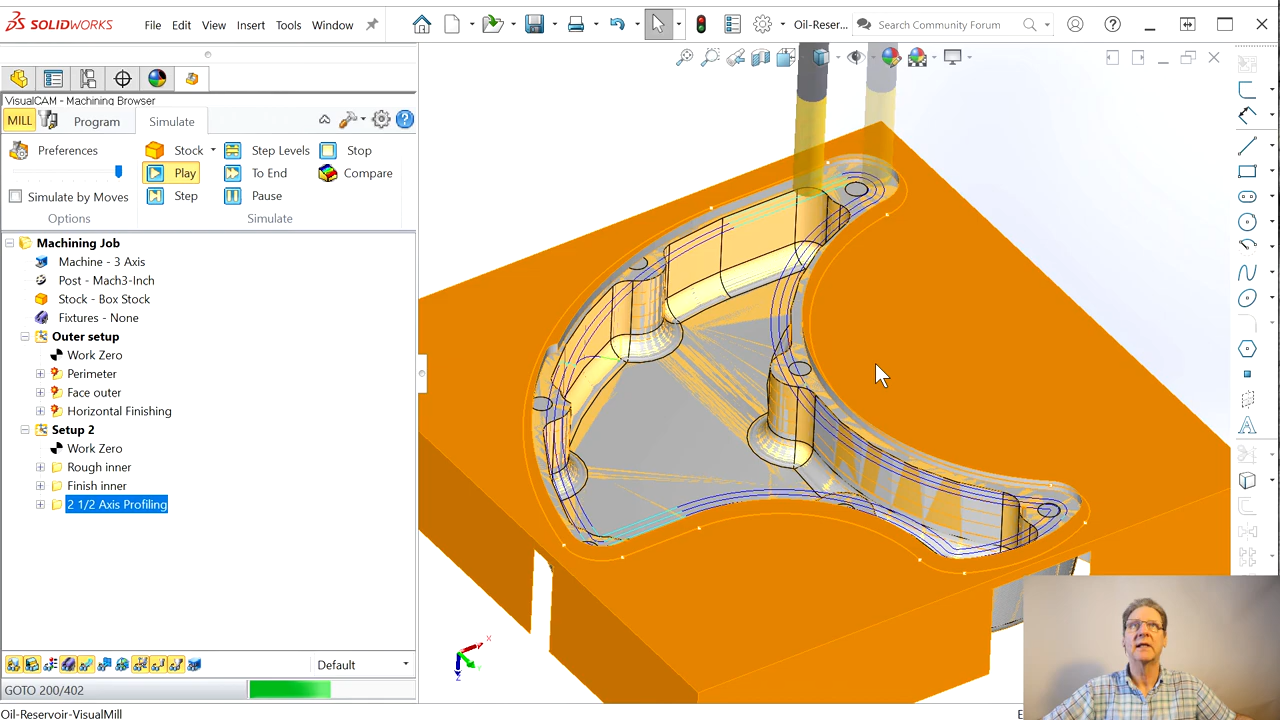 SOLIDWORKS File Edit View Insert Tools Window Oil-Reser... Search Community Forum
VisualCAM - Machining Browser
MILL Program Simulate
Preferences Stock Step Levels Stop
Play To End Compare
Simulate by Moves Step Pause
Options Simulate
Machining Job
Machine - 3 Axis
Post - Mach3-Inch
Stock - Box Stock
Fixtures - None
Outer setup
Work Zero
Perimeter
Face outer
Horizontal Finishing
Setup 2
Work Zero
Rough inner
Finish inner
2 1/2 Axis Profiling
X
Y
Z
Default
GOTO 200/402
Oil-Reservoir-VisualMill